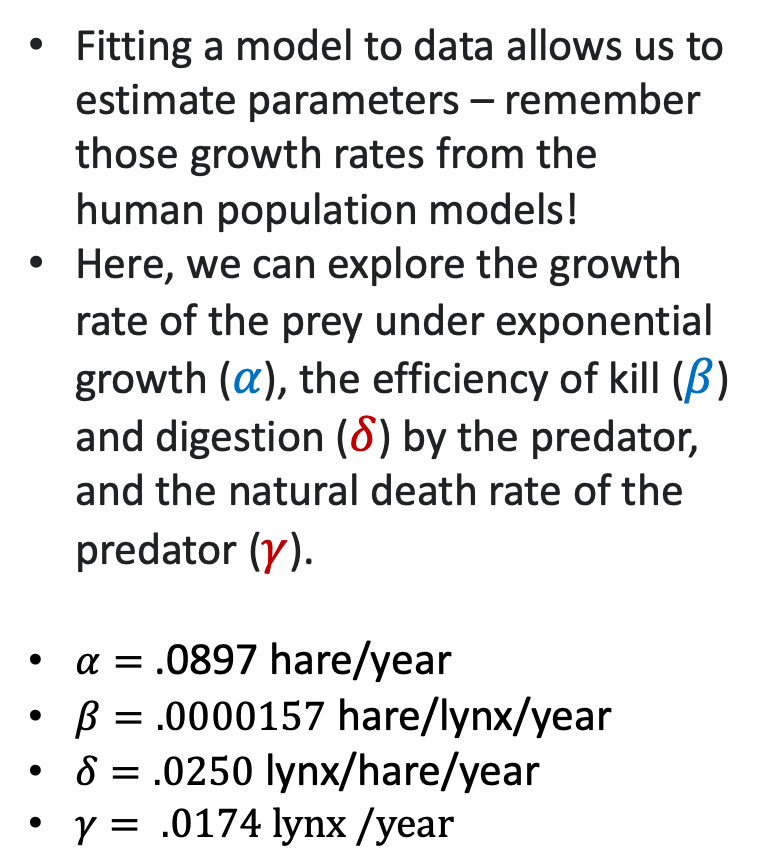 • Fitting a model to data allows us to
estimate parameters – remember
those growth rates from the
human population models!
• Here, we can explore the growth
rate of the prey under exponential
growth (α), the efficiency of kill (β)
and digestion (δ) by the predator,
and the natural death rate of the
predator (γ).
• α = .0897 hare/year
• β = .0000157 hare/lynx/year
• δ = .0250 lynx/hare/year
• γ = .0174 lynx /year